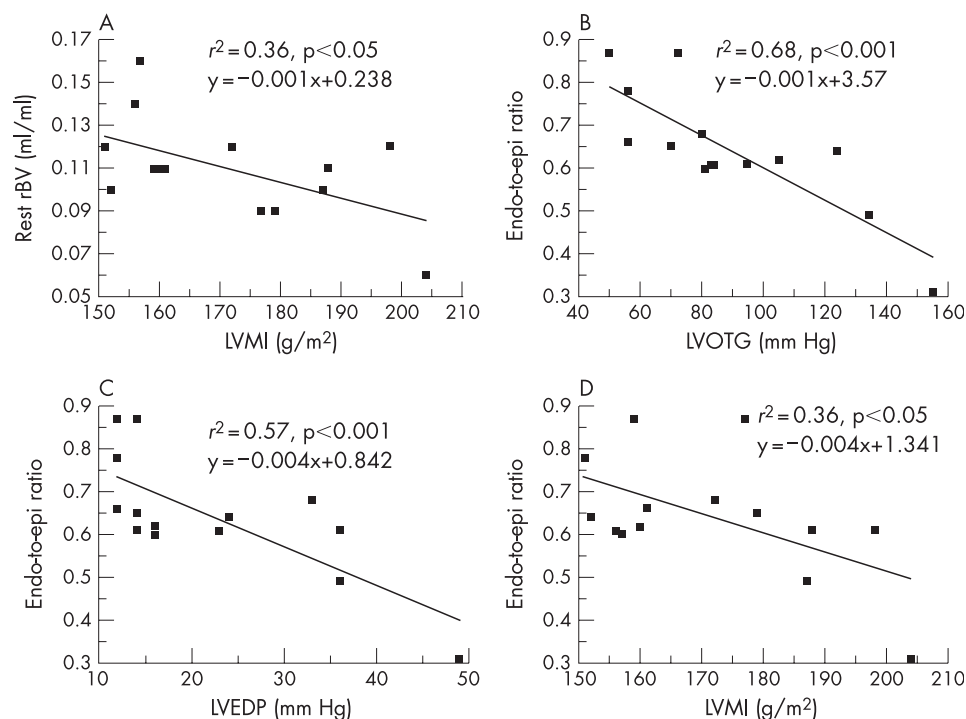 A
0.17
0.15
0.13
0.11
0.09
0.07
0.05
Rest rBV (ml/ml)
r² = 0.36, p<0.05
y = −0.001x+0.238
150 160 170 180 190 200 210
LVMI (g/m²)
B
0.9
0.8
0.7
0.6
0.5
0.4
0.3
Endo-to-epi ratio
r² = 0.68, p<0.001
y = −0.001x+3.57
40 60 80 100 120 140 160
LVOTG (mm Hg)
C
0.9
0.8
0.7
0.6
0.5
0.4
0.3
Endo-to-epi ratio
r² = 0.57, p<0.001
y = −0.004x+0.842
10 20 30 40 50
LVEDP (mm Hg)
D
0.9
0.8
0.7
0.6
0.5
0.4
0.3
Endo-to-epi ratio
r² = 0.36, p<0.05
y = −0.004x+1.341
150 160 170 180 190 200 210
LVMI (g/m²)